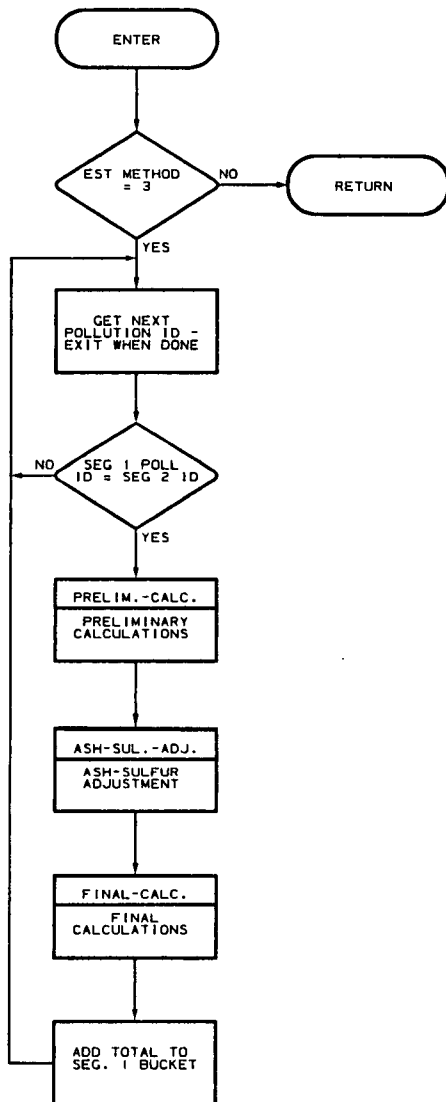 ENTER
EST METHOD
= 3
NO
RETURN
YES
GET NEXT
POLLUTION ID -
EXIT WHEN DONE
NO
SEG 1 POLL
ID = SEG 2 ID
YES
PRELIM.-CALC.
PRELIMINARY
CALCULATIONS
ASH-SUL.-ADJ.
ASH-SULFUR
ADJUSTMENT
FINAL-CALC.
FINAL
CALCULATIONS
ADD TOTAL TO
SEG. 1 BUCKET